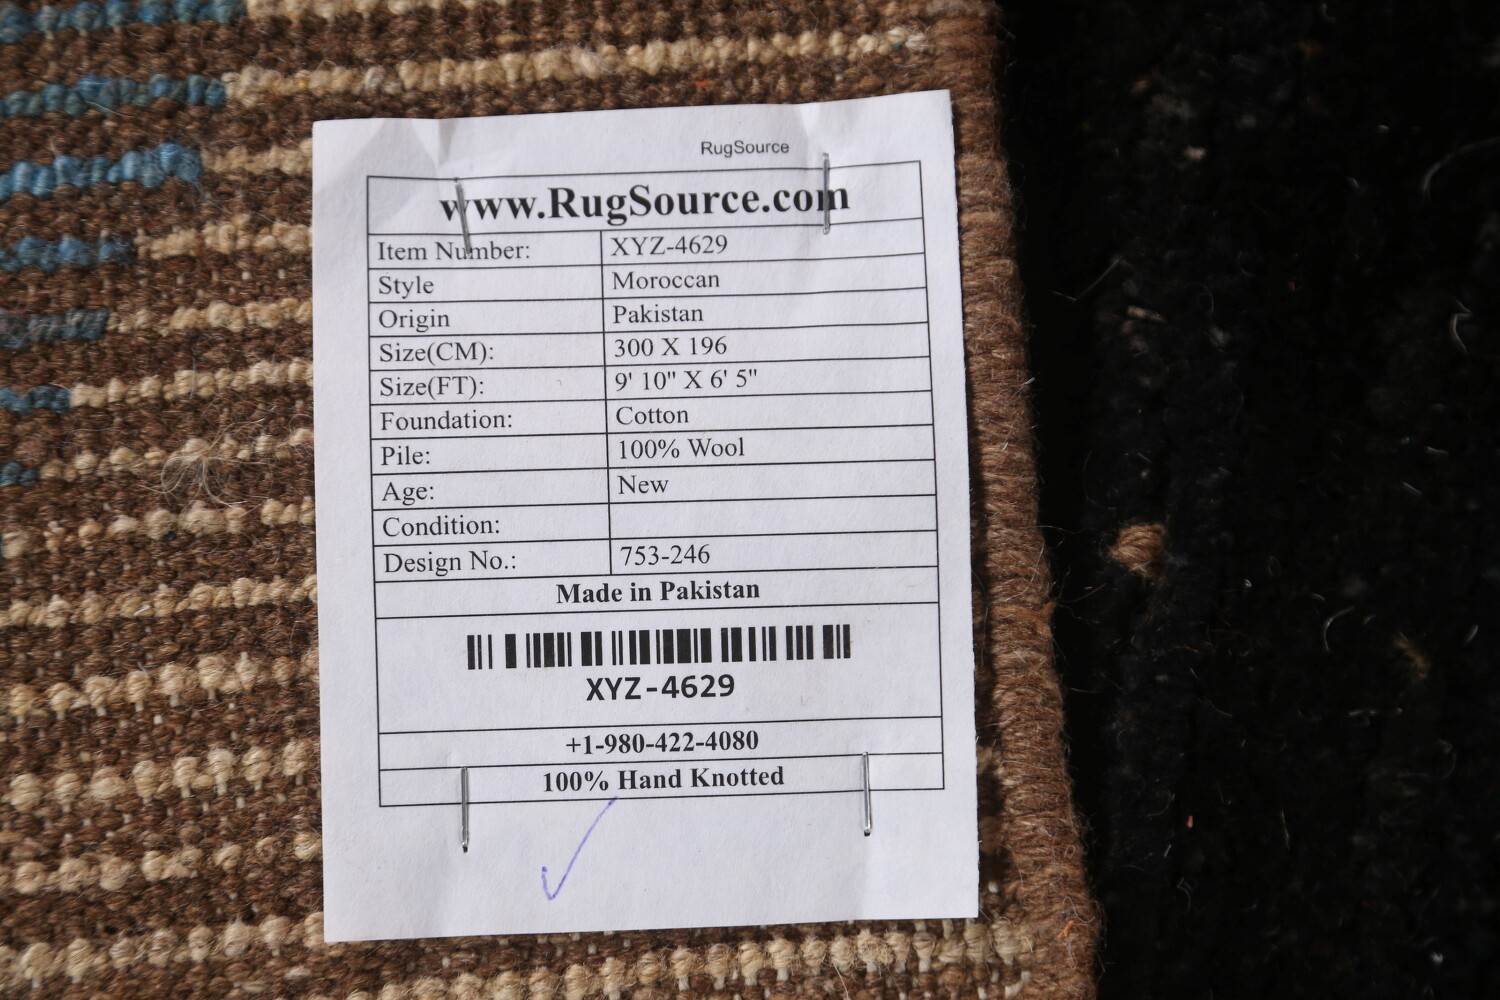 RugSource
www.RugSource.com
Item Number: XYZ-4629
Style Moroccan
Origin Pakistan
Size(CM): 300 X 196
Size(FT): 9' 10" X 6' 5"
Foundation: Cotton
Pile: 100% Wool
Age: New
Condition:
Design No.: 753-246
Made in Pakistan
XYZ-4629
+1-980-422-4080
100% Hand Knotted